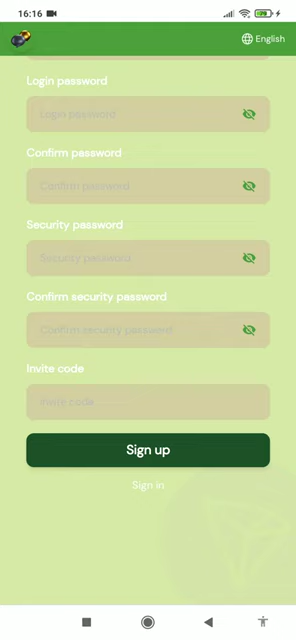 16:16
English
Login password
Login password
Confirm password
Confirm password
Security password
Security password
Confirm security password
Confirm security password
Invite code
Invite code
Sign up
Sign in